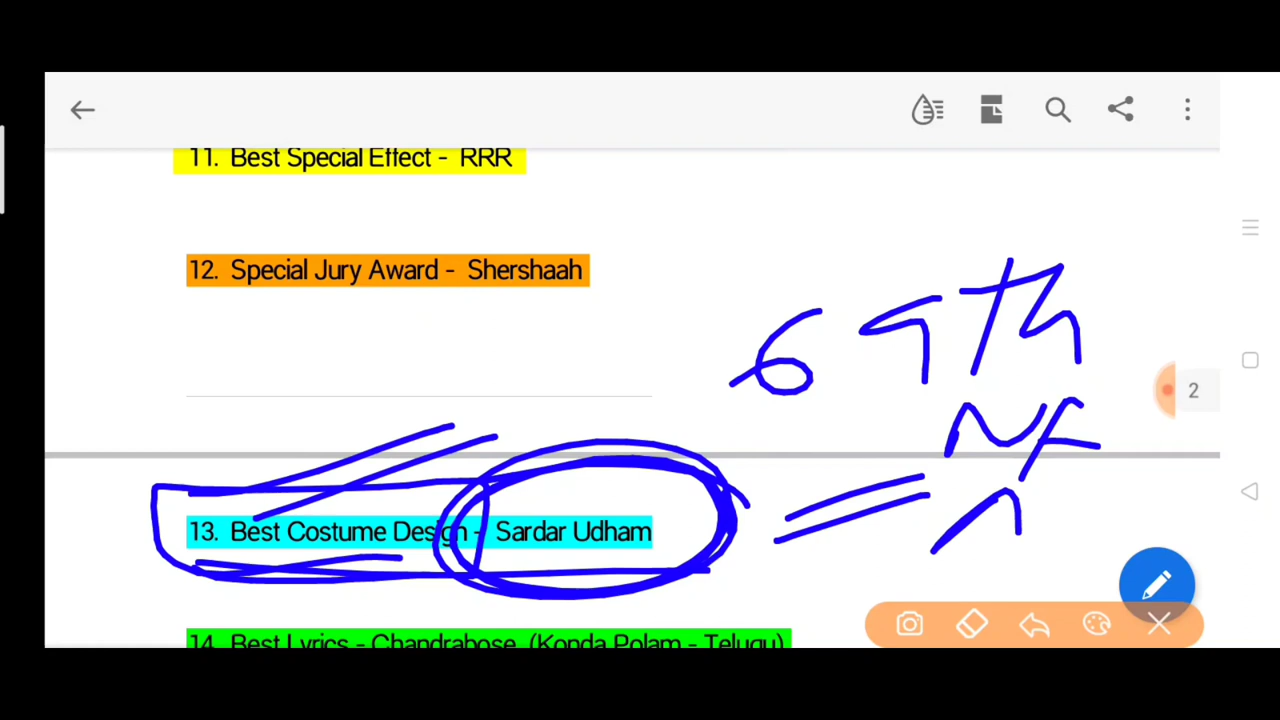 11. Best Special Effect - RRR
12. Special Jury Award - Shershaah
69th
NF
2
13. Best Costume Design - Sardar Udham
14. Best Lyrics - Chandrabose (Konda Polam - Telugu)